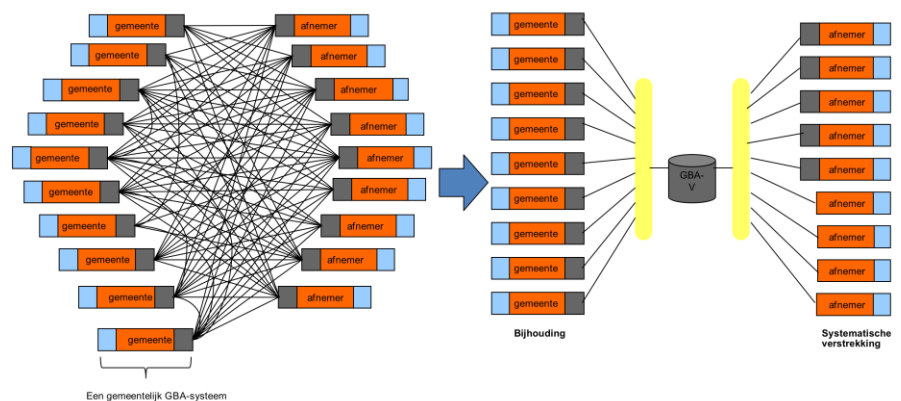 gemeente afnemer
gemeente afnemer
gemeente afnemer
gemeente afnemer
gemeente afnemer
gemeente afnemer
gemeente afnemer
gemeente afnemer
gemeente afnemer
gemeente
Een gemeentelijk GBA-systeem
gemeente
gemeente
gemeente
gemeente
gemeente
gemeente
gemeente
gemeente
gemeente
Bijhouding
GBA-
V
afnemer
afnemer
afnemer
afnemer
afnemer
afnemer
afnemer
afnemer
afnemer
Systematische
verstrekking